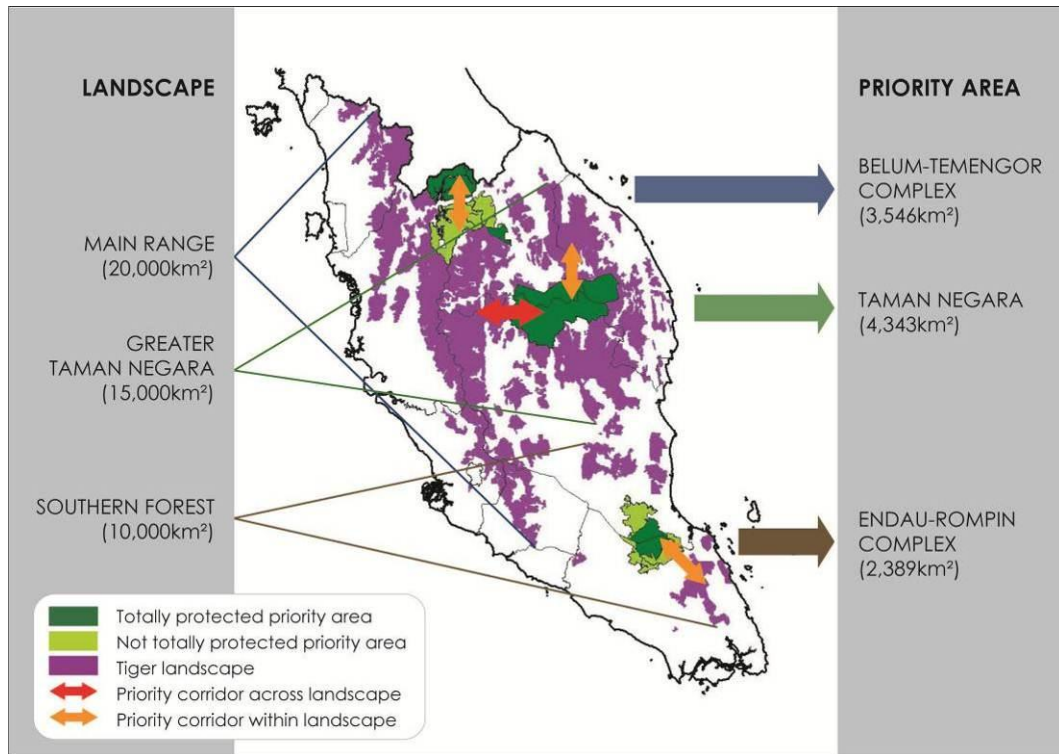 LANDSCAPE
MAIN RANGE
(20,000km²)
GREATER
TAMAN NEGARA
(15,000km²)
SOUTHERN FOREST
(10,000km²)
Totally protected priority area
Not totally protected priority area
Tiger landscape
Priority corridor across landscape
Priority corridor within landscape
PRIORITY AREA
BELUM-TEMENGOR
COMPLEX
(3,546km²)
TAMAN NEGARA
(4,343km²)
ENDAU-ROMPIN
COMPLEX
(2,389km²)